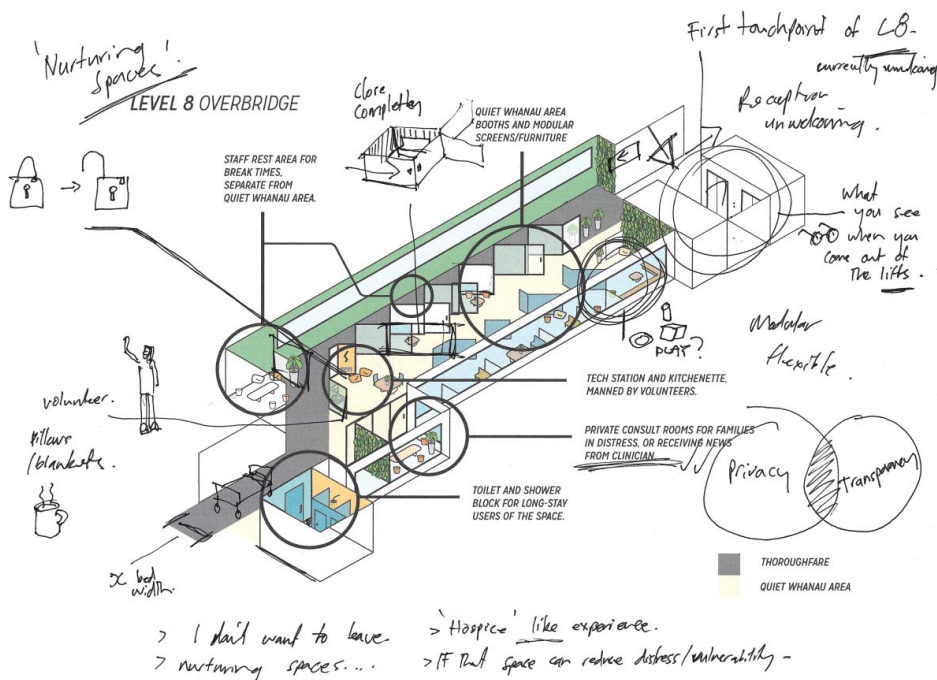 'Nurturing
Spaces'
LEVEL 8 OVERBRIDGE
close
completley
First touchpoint of L8-
Reception
unwelcoming.
STAFF REST AREA FOR
BREAK TIMES,
SEPARATE FROM
QUIET WHANAU AREA.
QUIET WHANAU AREA
BOOTHS AND MODULAR
SCREENS/FURNITURE
what
you see
when you
come out of
the lifts.
PLAY?
Modular
flexible.
volunteer.
Pillows
/blankets.
TECH STATION AND KITCHENETTE,
MANNED BY VOLUNTEERS.
PRIVATE CONSULT ROOMS FOR FAMILIES
IN DISTRESS, OR RECEIVING NEWS
FROM CLINICIAN
Privacy
Transparency
TOILET AND SHOWER
BLOCK FOR LONG-STAY
USERS OF THE SPACE.
THOROUGHFARE
QUIET WHANAU AREA
x bed
width.
> I don't want to leave.
> nurturing spaces....
> 'Hospice' like experience.
> IF That space can reduce distress/vulnerability -